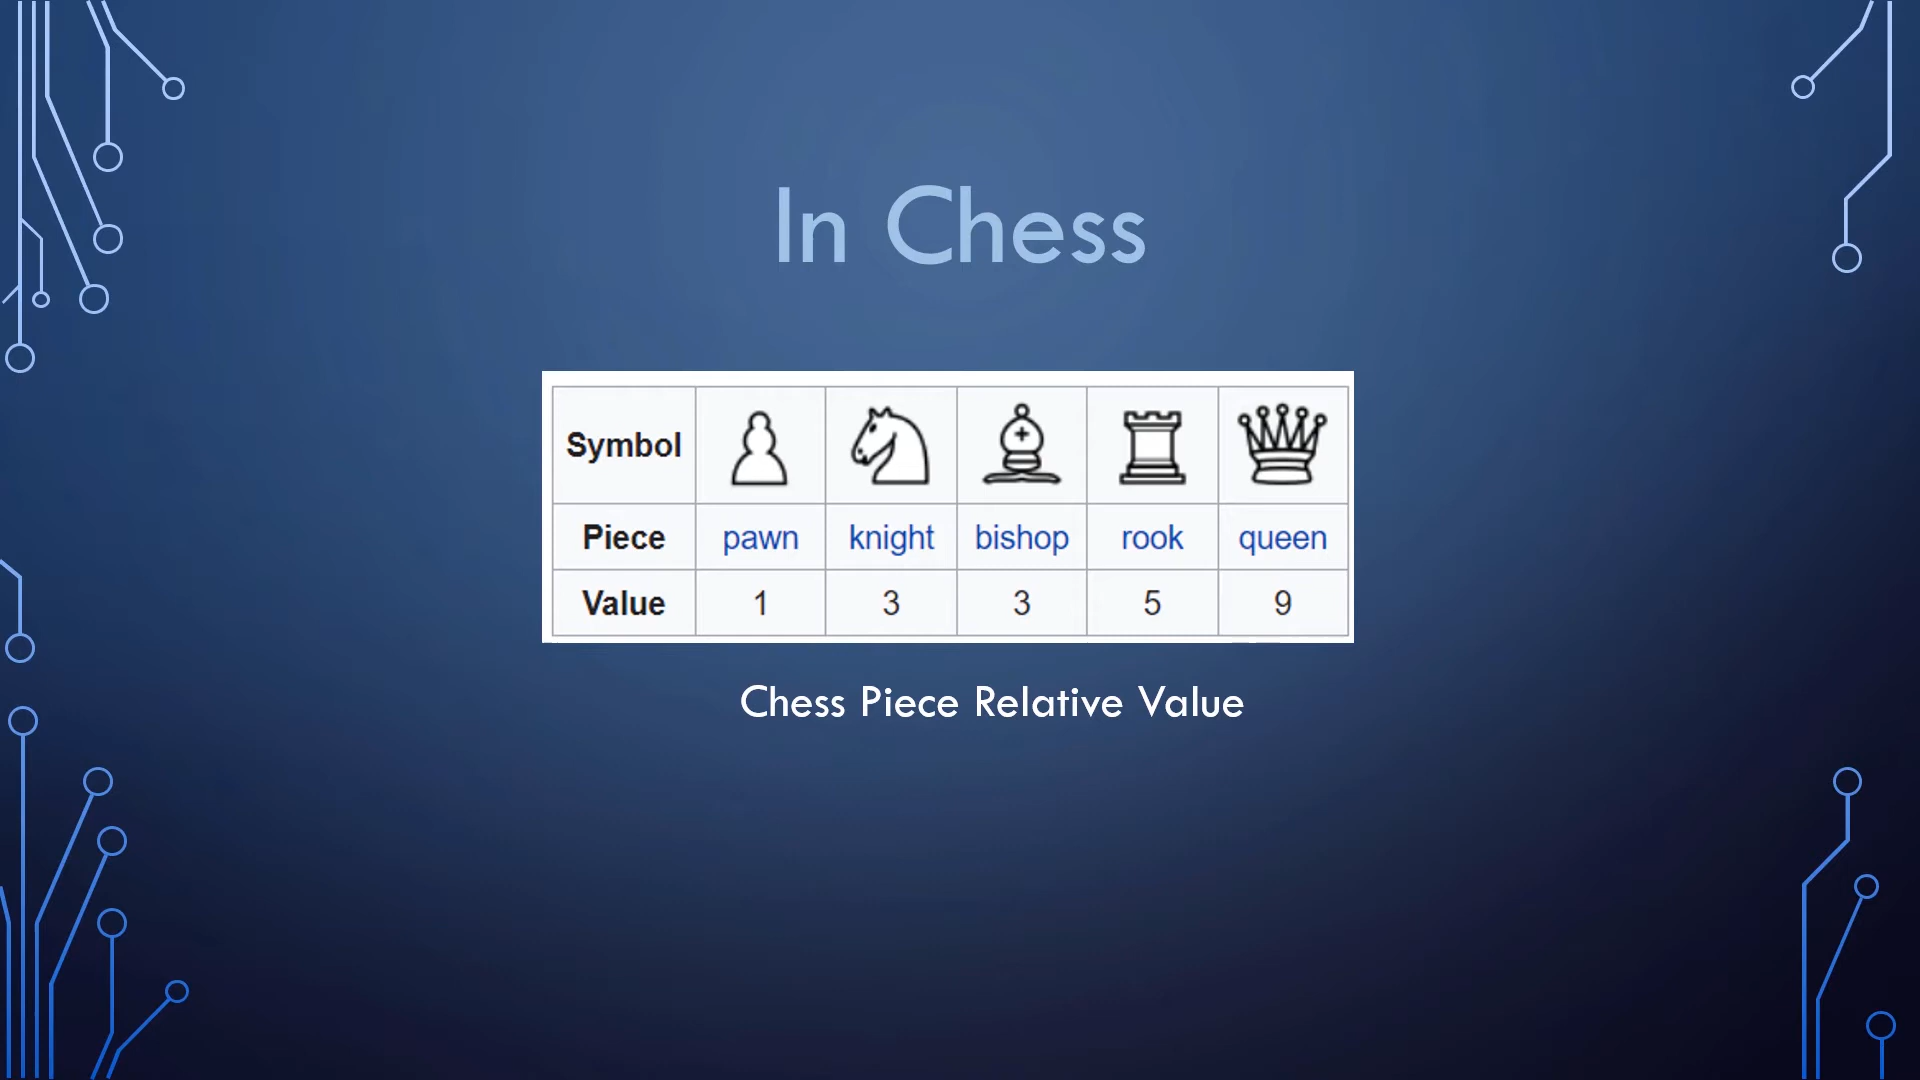 In Chess
Symbol
Piece pawn knight bishop rook queen
Value 1 3 3 5 9
Chess Piece Relative Value